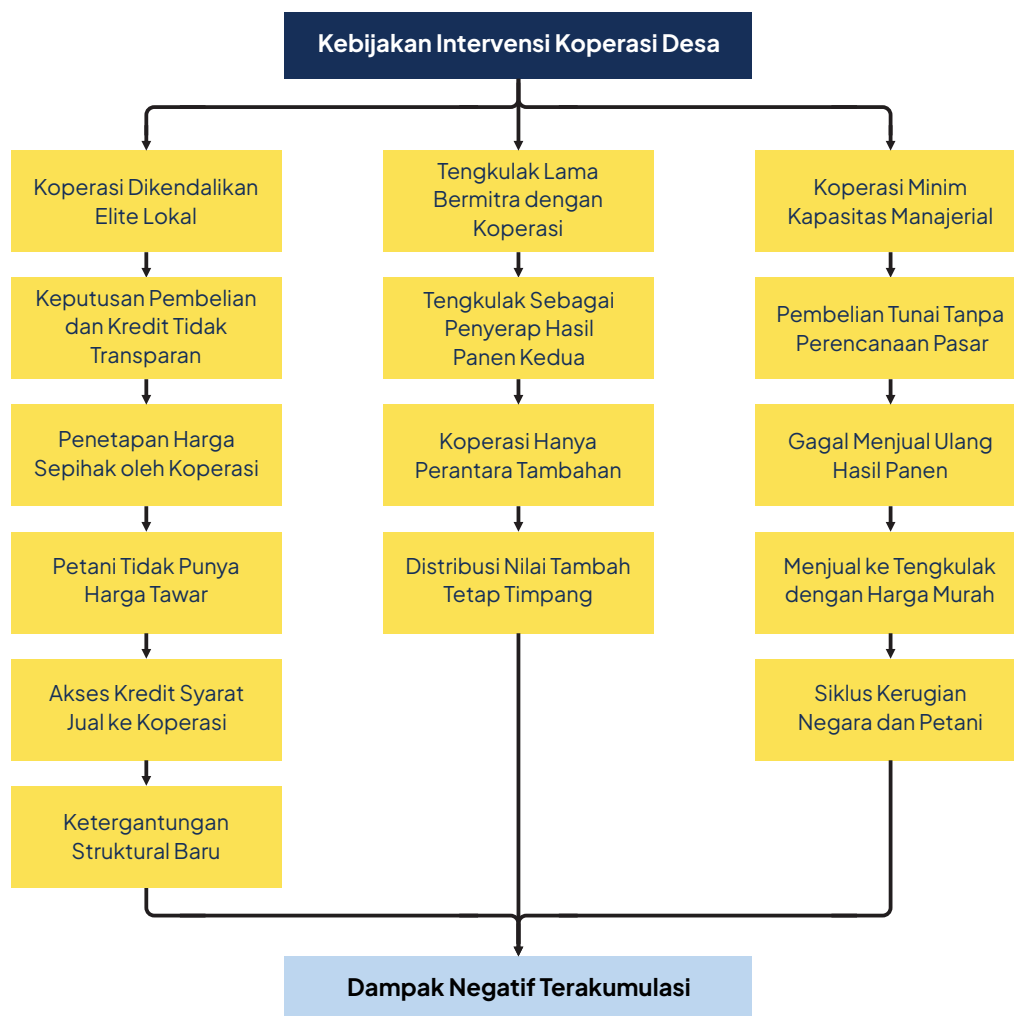 Kebijakan Intervensi Koperasi Desa
Koperasi Dikendalikan
Elite Lokal
Keputusan Pembelian
dan Kredit Tidak
Transparan
Penetapan Harga
Sepihak oleh Koperasi
Petani Tidak Punya
Harga Tawar
Akses Kredit Syarat
Jual ke Koperasi
Ketergantungan
Struktural Baru
Tengkulak Lama
Bermitra dengan
Koperasi
Tengkulak Sebagai
Penyerap Hasil
Panen Kedua
Koperasi Hanya
Perantara Tambahan
Distribusi Nilai Tambah
Tetap Timpang
Koperasi Minim
Kapasitas Manajerial
Pembelian Tunai Tanpa
Perencanaan Pasar
Gagal Menjual Ulang
Hasil Panen
Menjual ke Tengkulak
dengan Harga Murah
Siklus Kerugian
Negara dan Petani
Dampak Negatif Terakumulasi